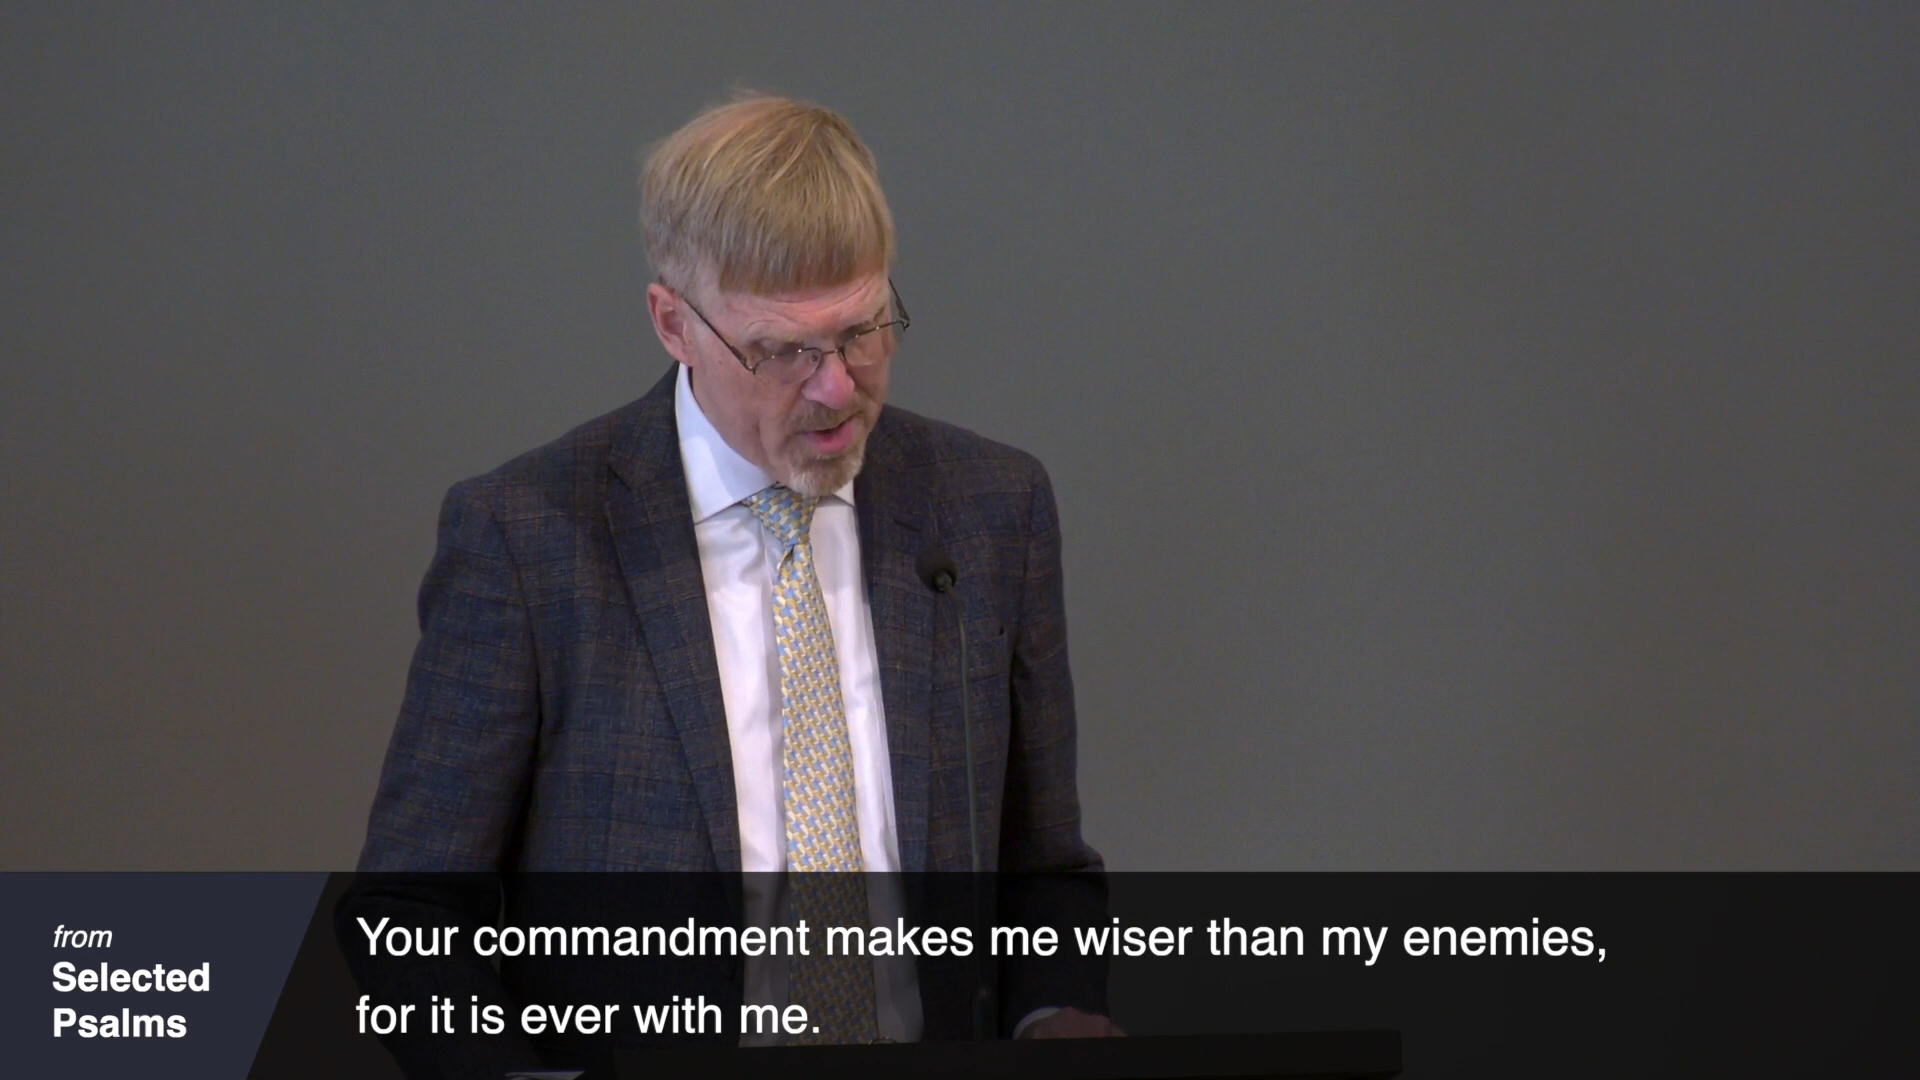 from
Selected
Psalms
Your commandment makes me wiser than my enemies,
for it is ever with me.